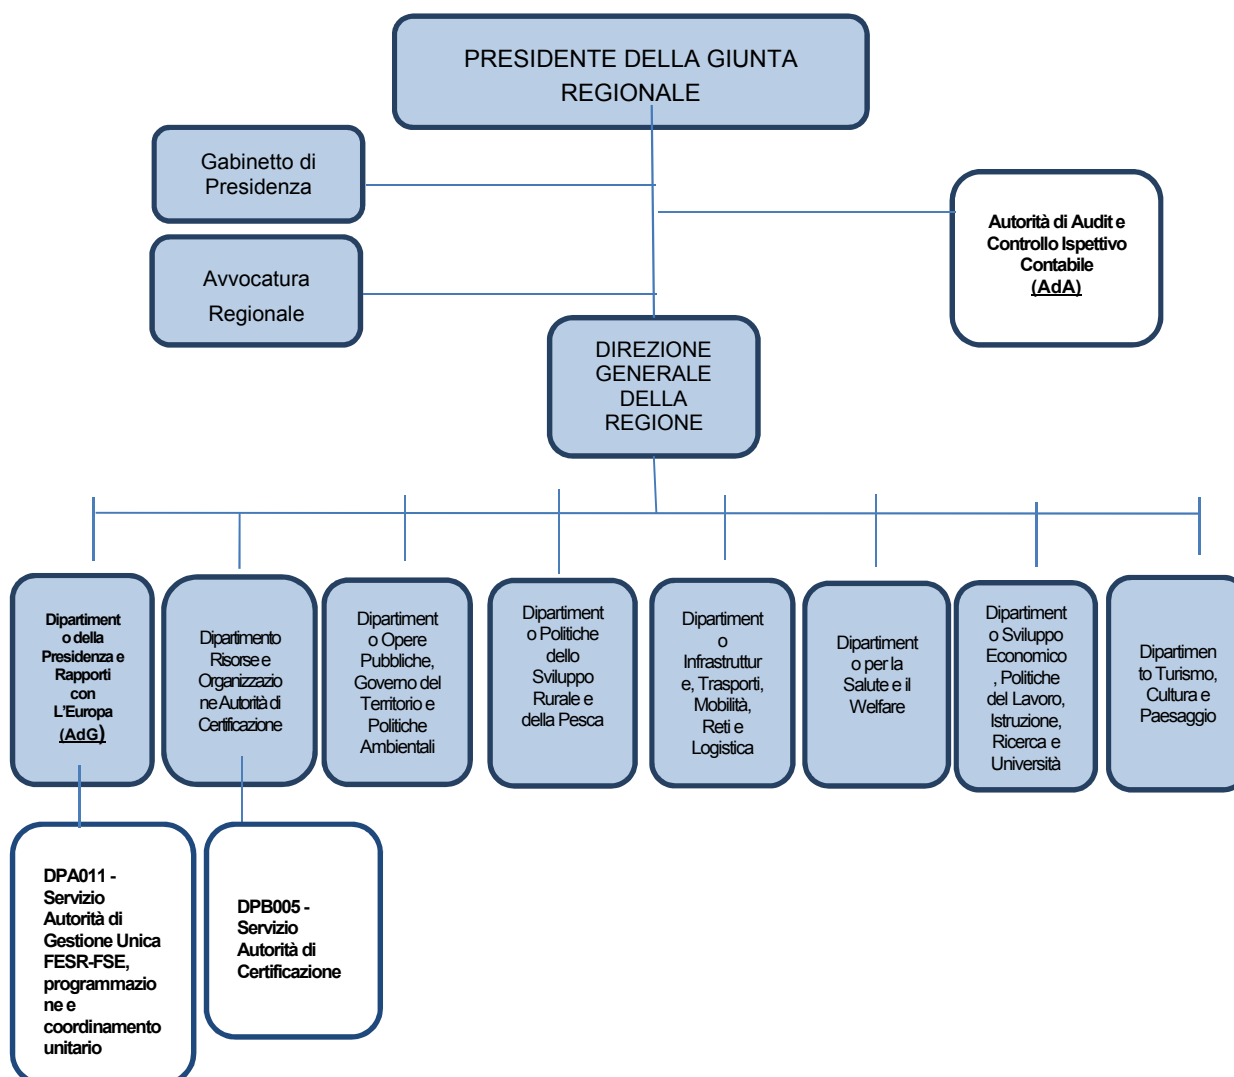 PRESIDENTE DELLA GIUNTA
REGIONALE
Gabinetto di
Presidenza
Autorità di Audit e
Controllo Ispettivo
Contabile
(AdA)
Avvocatura
Regionale
DIREZIONE
GENERALE
DELLA
REGIONE
Dipartiment
o della
Presidenza e
Rapporti
con
L'Europa
(AdG)
Dipartimento
Risorse e
Organizzazio
ne Autorità di
Certificazione
Dipartiment
o Opere
Pubbliche,
Governo del
Territorio e
Politiche
Ambientali
Dipartiment
o Politiche
dello
Sviluppo
Rurale e
della Pesca
Dipartiment
o
Infrastruttur
e, Trasporti,
Mobilità,
Reti e
Logistica
Dipartiment
o per la
Salute e il
Welfare
Dipartiment
o Sviluppo
Economico
, Politiche
del Lavoro,
Istruzione,
Ricerca e
Università
Dipartimen
to Turismo,
Cultura e
Paesaggio
DPA011 -
Servizio
Autorità di
Gestione Unica
FESR-FSE,
programmazio
ne e
coordinamento
unitario
DPB005 -
Servizio
Autorità di
Certificazione